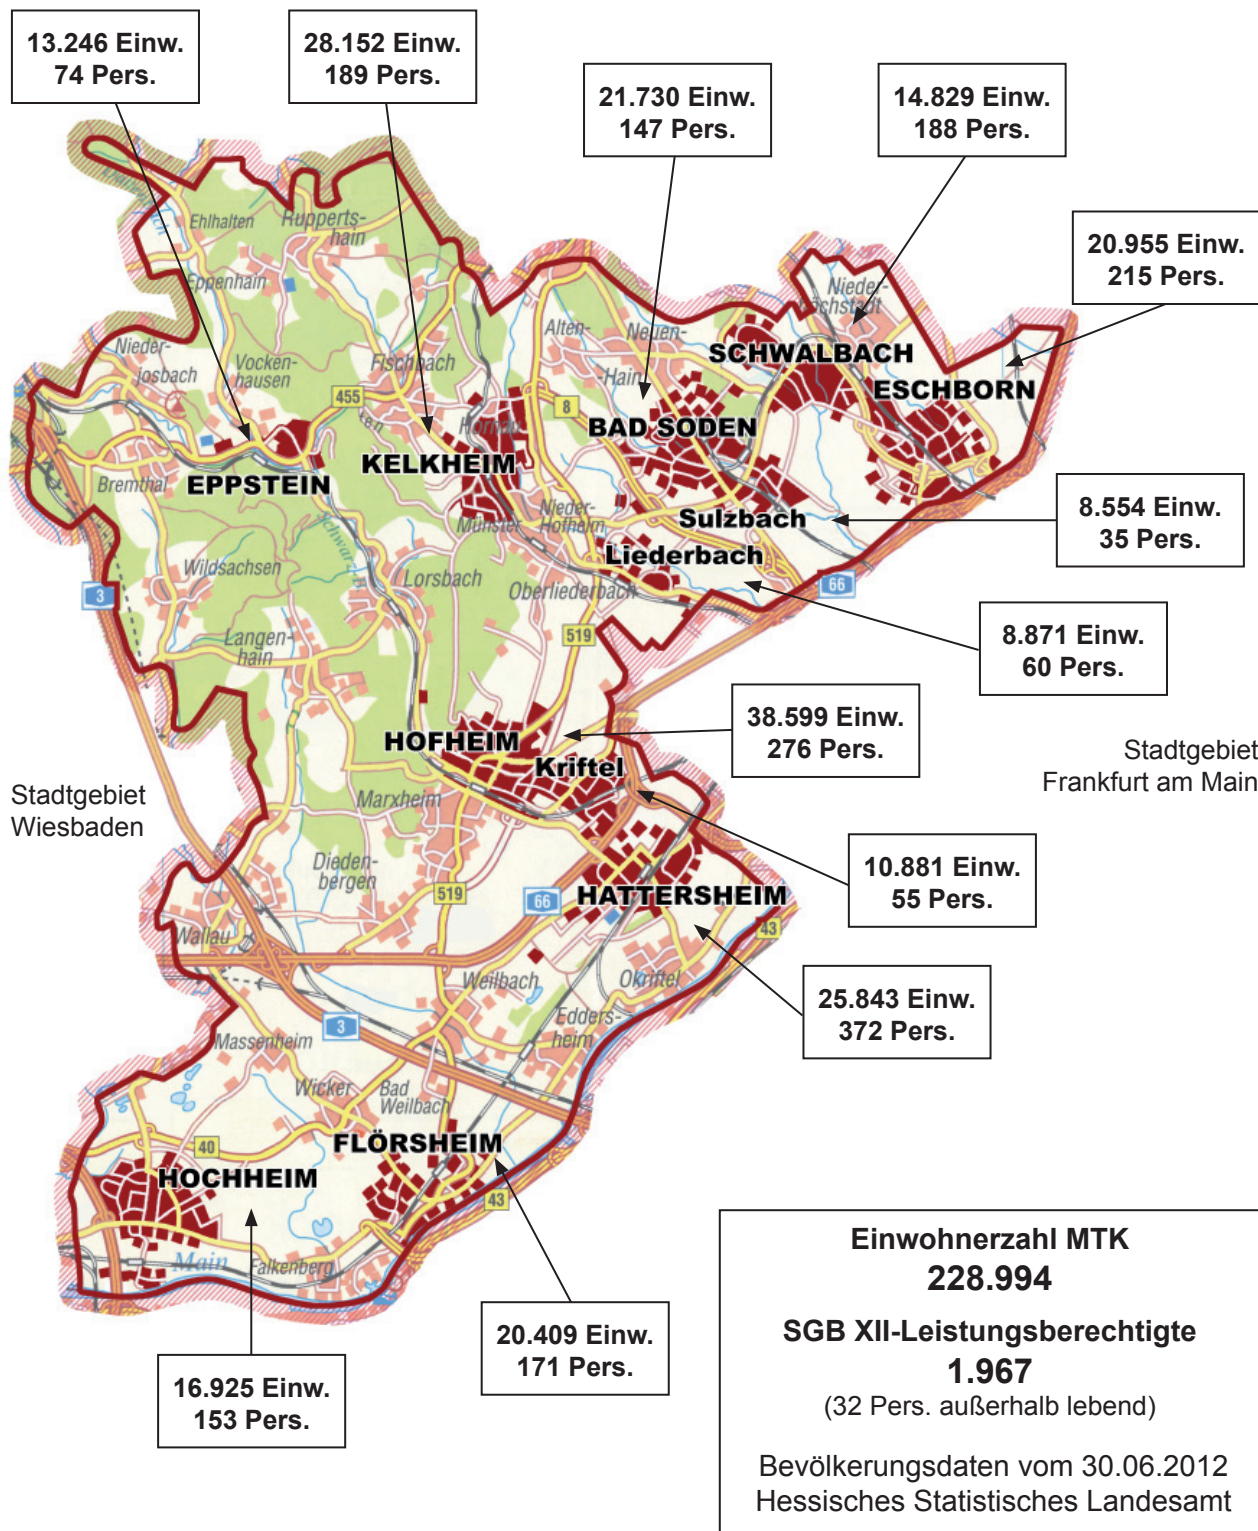 13.246 Einw.
74 Pers.
28.152 Einw.
189 Pers.
21.730 Einw.
147 Pers.
14.829 Einw.
188 Pers.
20.955 Einw.
215 Pers.
Ehlhalten
Rupperts-
hain
Eppenhain
Nieder-
höchstadt
Alten-
Neuen-
-Hain
Nieder-
josbach
Vocken-
hausen
Fischbach
SCHWALBACH
ESCHBORN
455
8
Hornau
BAD SODEN
KELKHEIM
EPPSTEIN
Bremthal
Münster
Nieder-
Hofheim
Sulzbach
Liederbach
8.554 Einw.
35 Pers.
Wildsachsen
Lorsbach
Oberliederbach
3
66
519
Langen-
hain
8.871 Einw.
60 Pers.
38.599 Einw.
276 Pers.
HOFHEIM
Kriftel
Stadtgebiet
Frankfurt am Main
Stadtgebiet
Wiesbaden
Marxheim
Dieden-
bergen
519
66
10.881 Einw.
55 Pers.
HATTERSHEIM
43
Wallau
Weilbach
Okriftel
25.843 Einw.
372 Pers.
3
Edders-
heim
Massenheim
Wicker
Bad
Weilbach
40
FLÖRSHEIM
HOCHHEIM
43
Main
Falkenberg
20.409 Einw.
171 Pers.
16.925 Einw.
153 Pers.
Einwohnerzahl MTK
228.994
SGB XII-Leistungsberechtigte
1.967
(32 Pers. außerhalb lebend)
Bevölkerungsdaten vom 30.06.2012
Hessisches Statistisches Landesamt